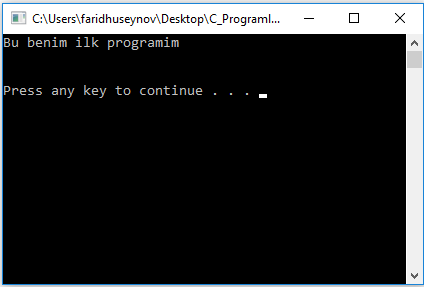 C:\Users\faridhuseynov\Desktop\C_Programl...
Bu benim ilk programim
Press any key to continue . . .